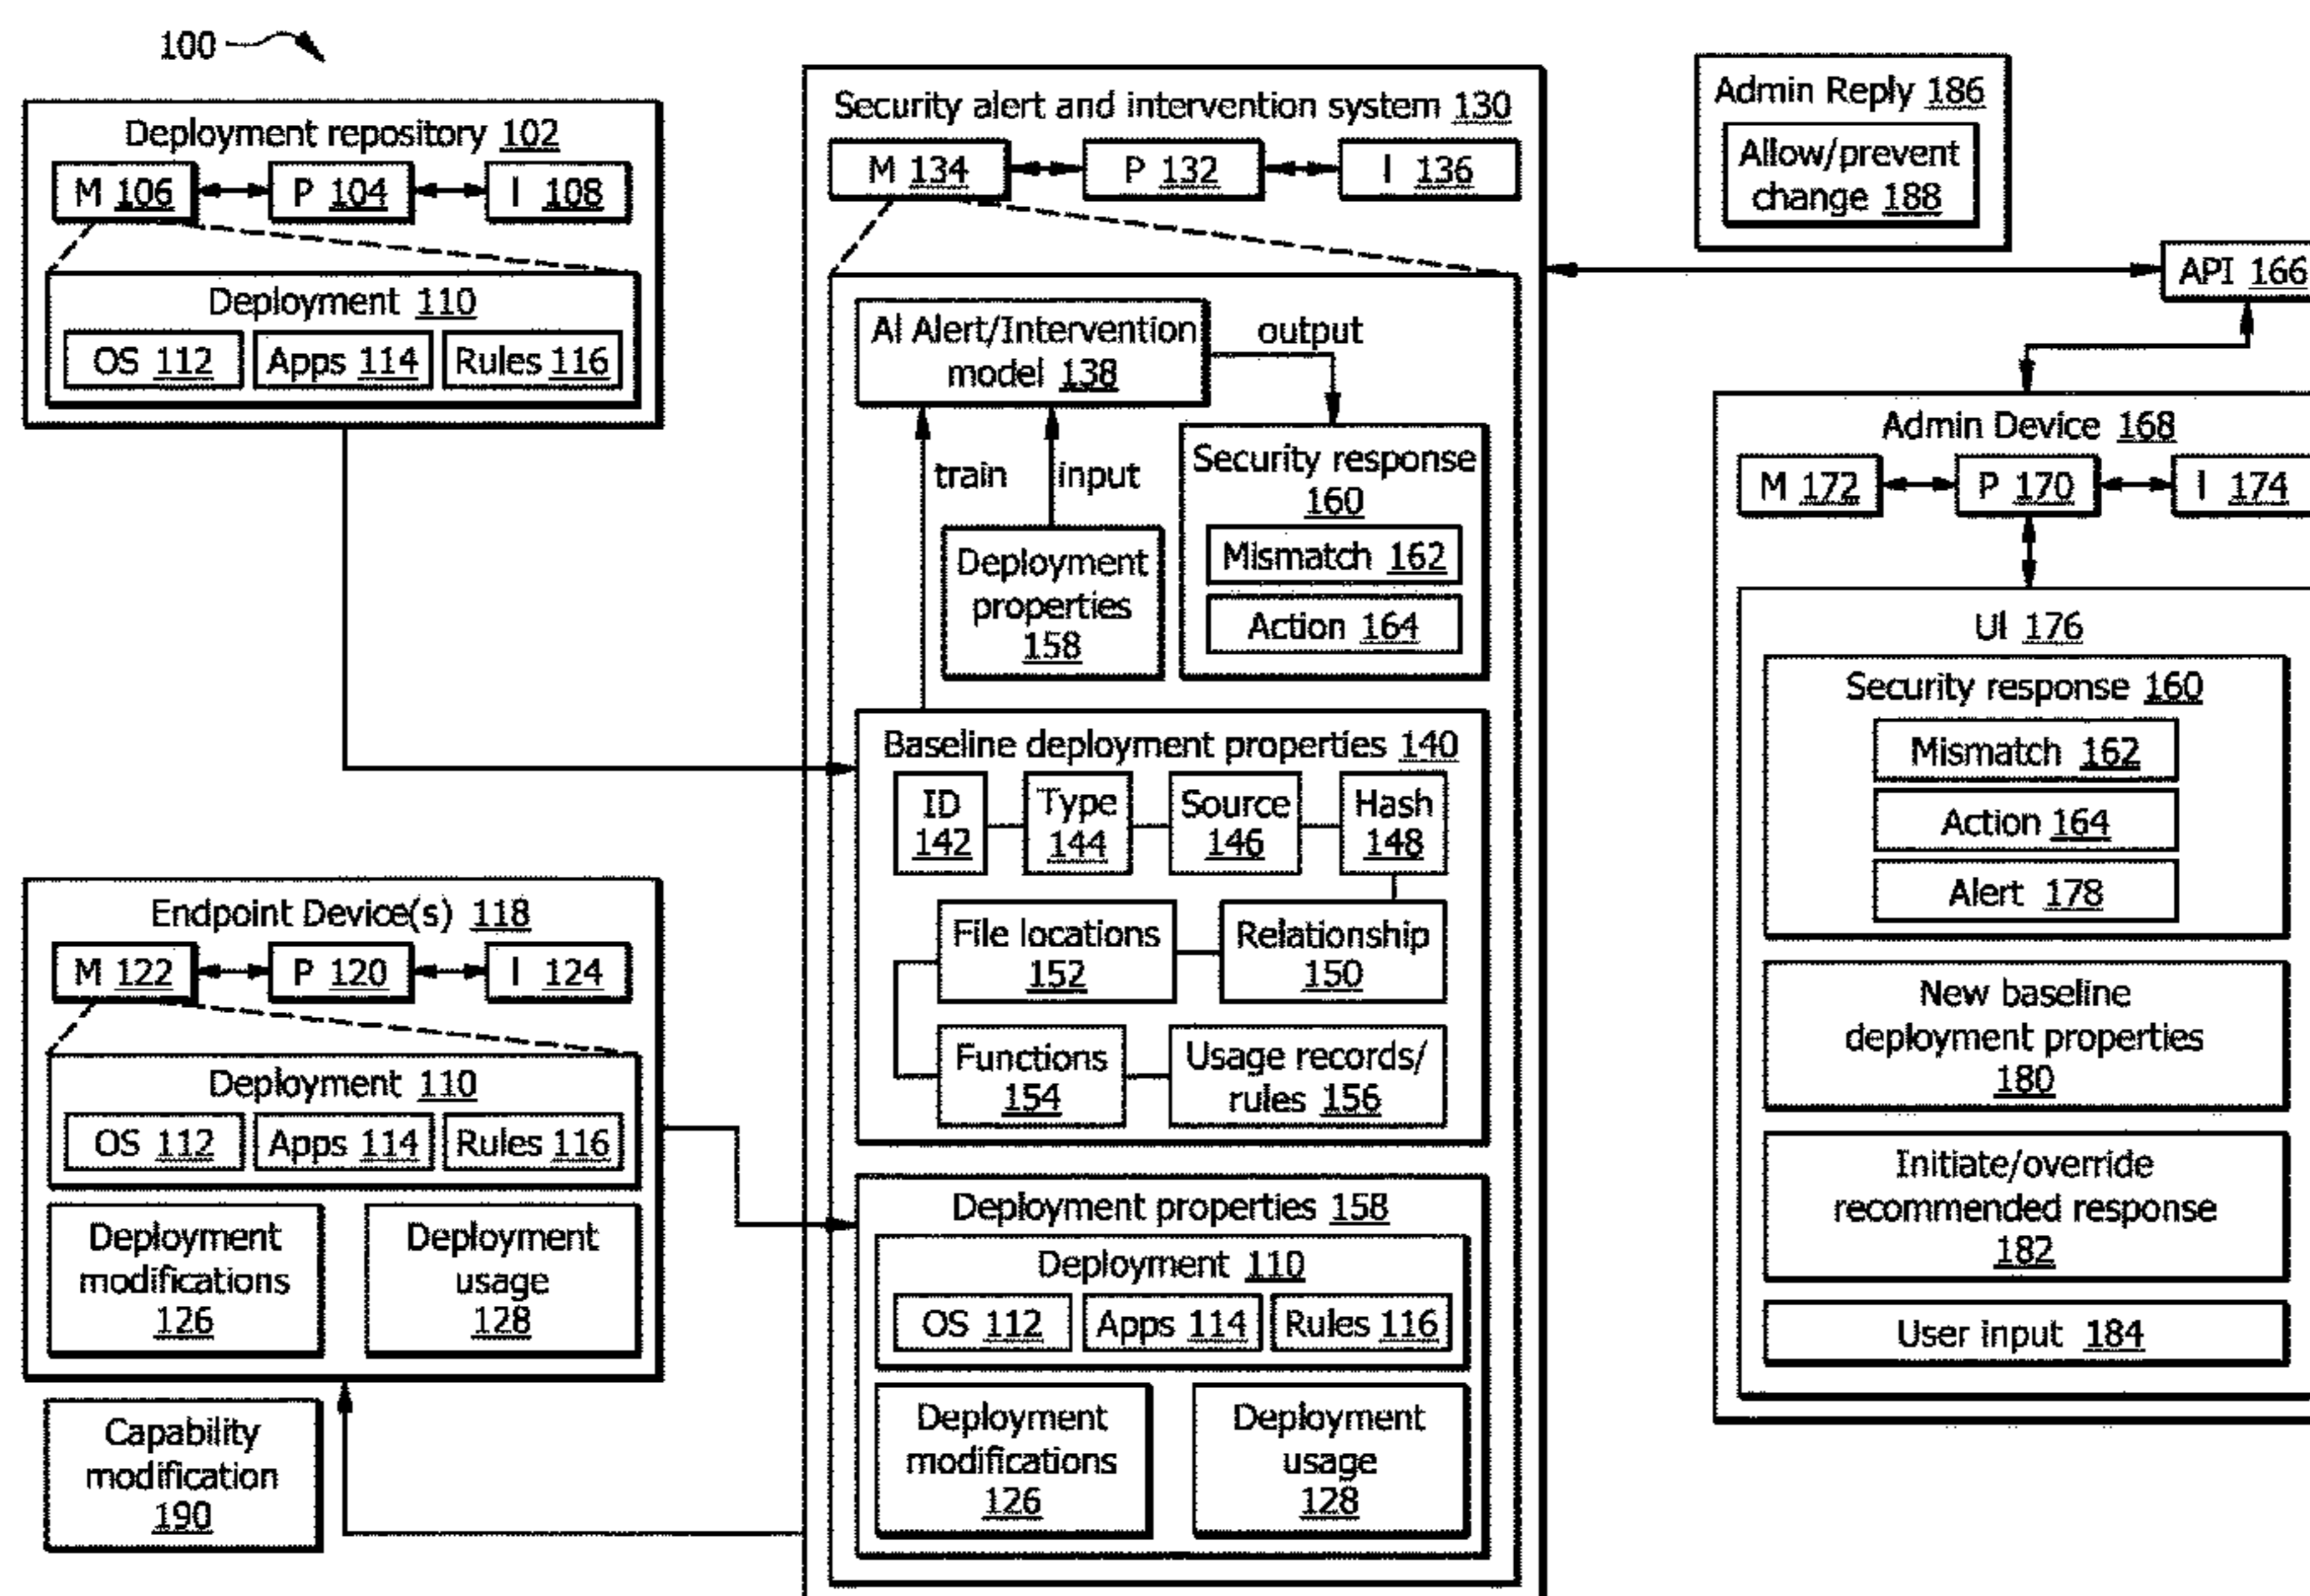 100
Deployment repository 102
M 106
P 104
I 108
Deployment 110
OS 112
Apps 114
Rules 116
Endpoint Device(s) 118
M 122
P 120
I 124
Deployment 110
OS 112
Apps 114
Rules 116
Deployment
modifications
126
Deployment
usage
128
Capability
modification
190
Security alert and intervention system 130
M 134
P 132
I 136
AI Alert/Intervention
model 138
output
train
input
Deployment
properties
158
Security response
160
Mismatch 162
Action 164
Baseline deployment properties 140
ID
142
Type
144
Source
146
Hash
148
File locations
152
Relationship
150
Functions
154
Usage records/
rules 156
Deployment properties 158
Deployment 110
OS 112
Apps 114
Rules 116
Deployment
modifications
126
Deployment
usage
128
Admin Reply 186
Allow/prevent
change 188
API 166
Admin Device 168
M 172
P 170
I 174
UI 176
Security response 160
Mismatch 162
Action 164
Alert 178
New baseline
deployment properties
180
Initiate/override
recommended response
182
User input 184